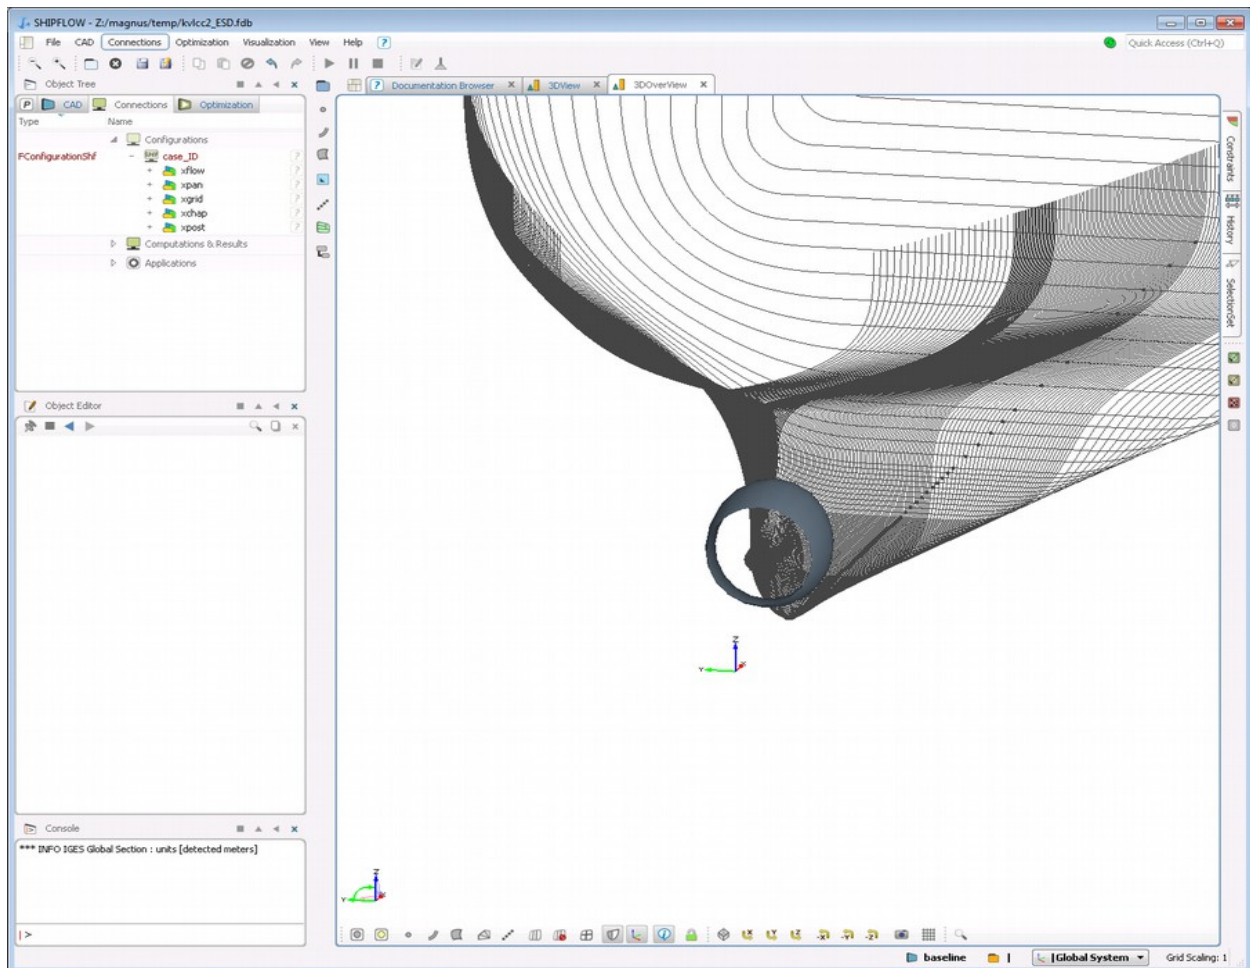 SHIPFLOW - Z:/magnus/temp/kvlcc2_ESD.fdb
File CAD Connections Optimization Visualization View Help ? Quick Access (Ctrl+Q)
Object Tree
P CAD Connections Optimization
Type Name
Configurations
FConfigurationShf case_ID ?
xflow ?
xpan ?
xgrid ?
xchap ?
xpost ?
Computations & Results
Applications
? Documentation Browser X 3DView X 3DOverView X
Constraints
History
SelectionSet
Object Editor
Console
*** INFO IGES Global Section : units [detected meters]
|>
Z
Y
X
Z
Y
X
X Y Z -X -Y -Z
baseline | |Global System Grid Scaling: 1